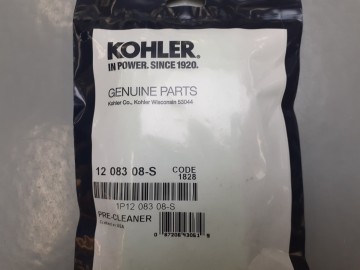 KOHLER®
IN POWER. SINCE 1920.
GENUINE PARTS
Kohler Co., Kohler Wisconsin 53044
12 083 08-S
CODE
1828
1P12 083 08-S
PRE-CLEANER